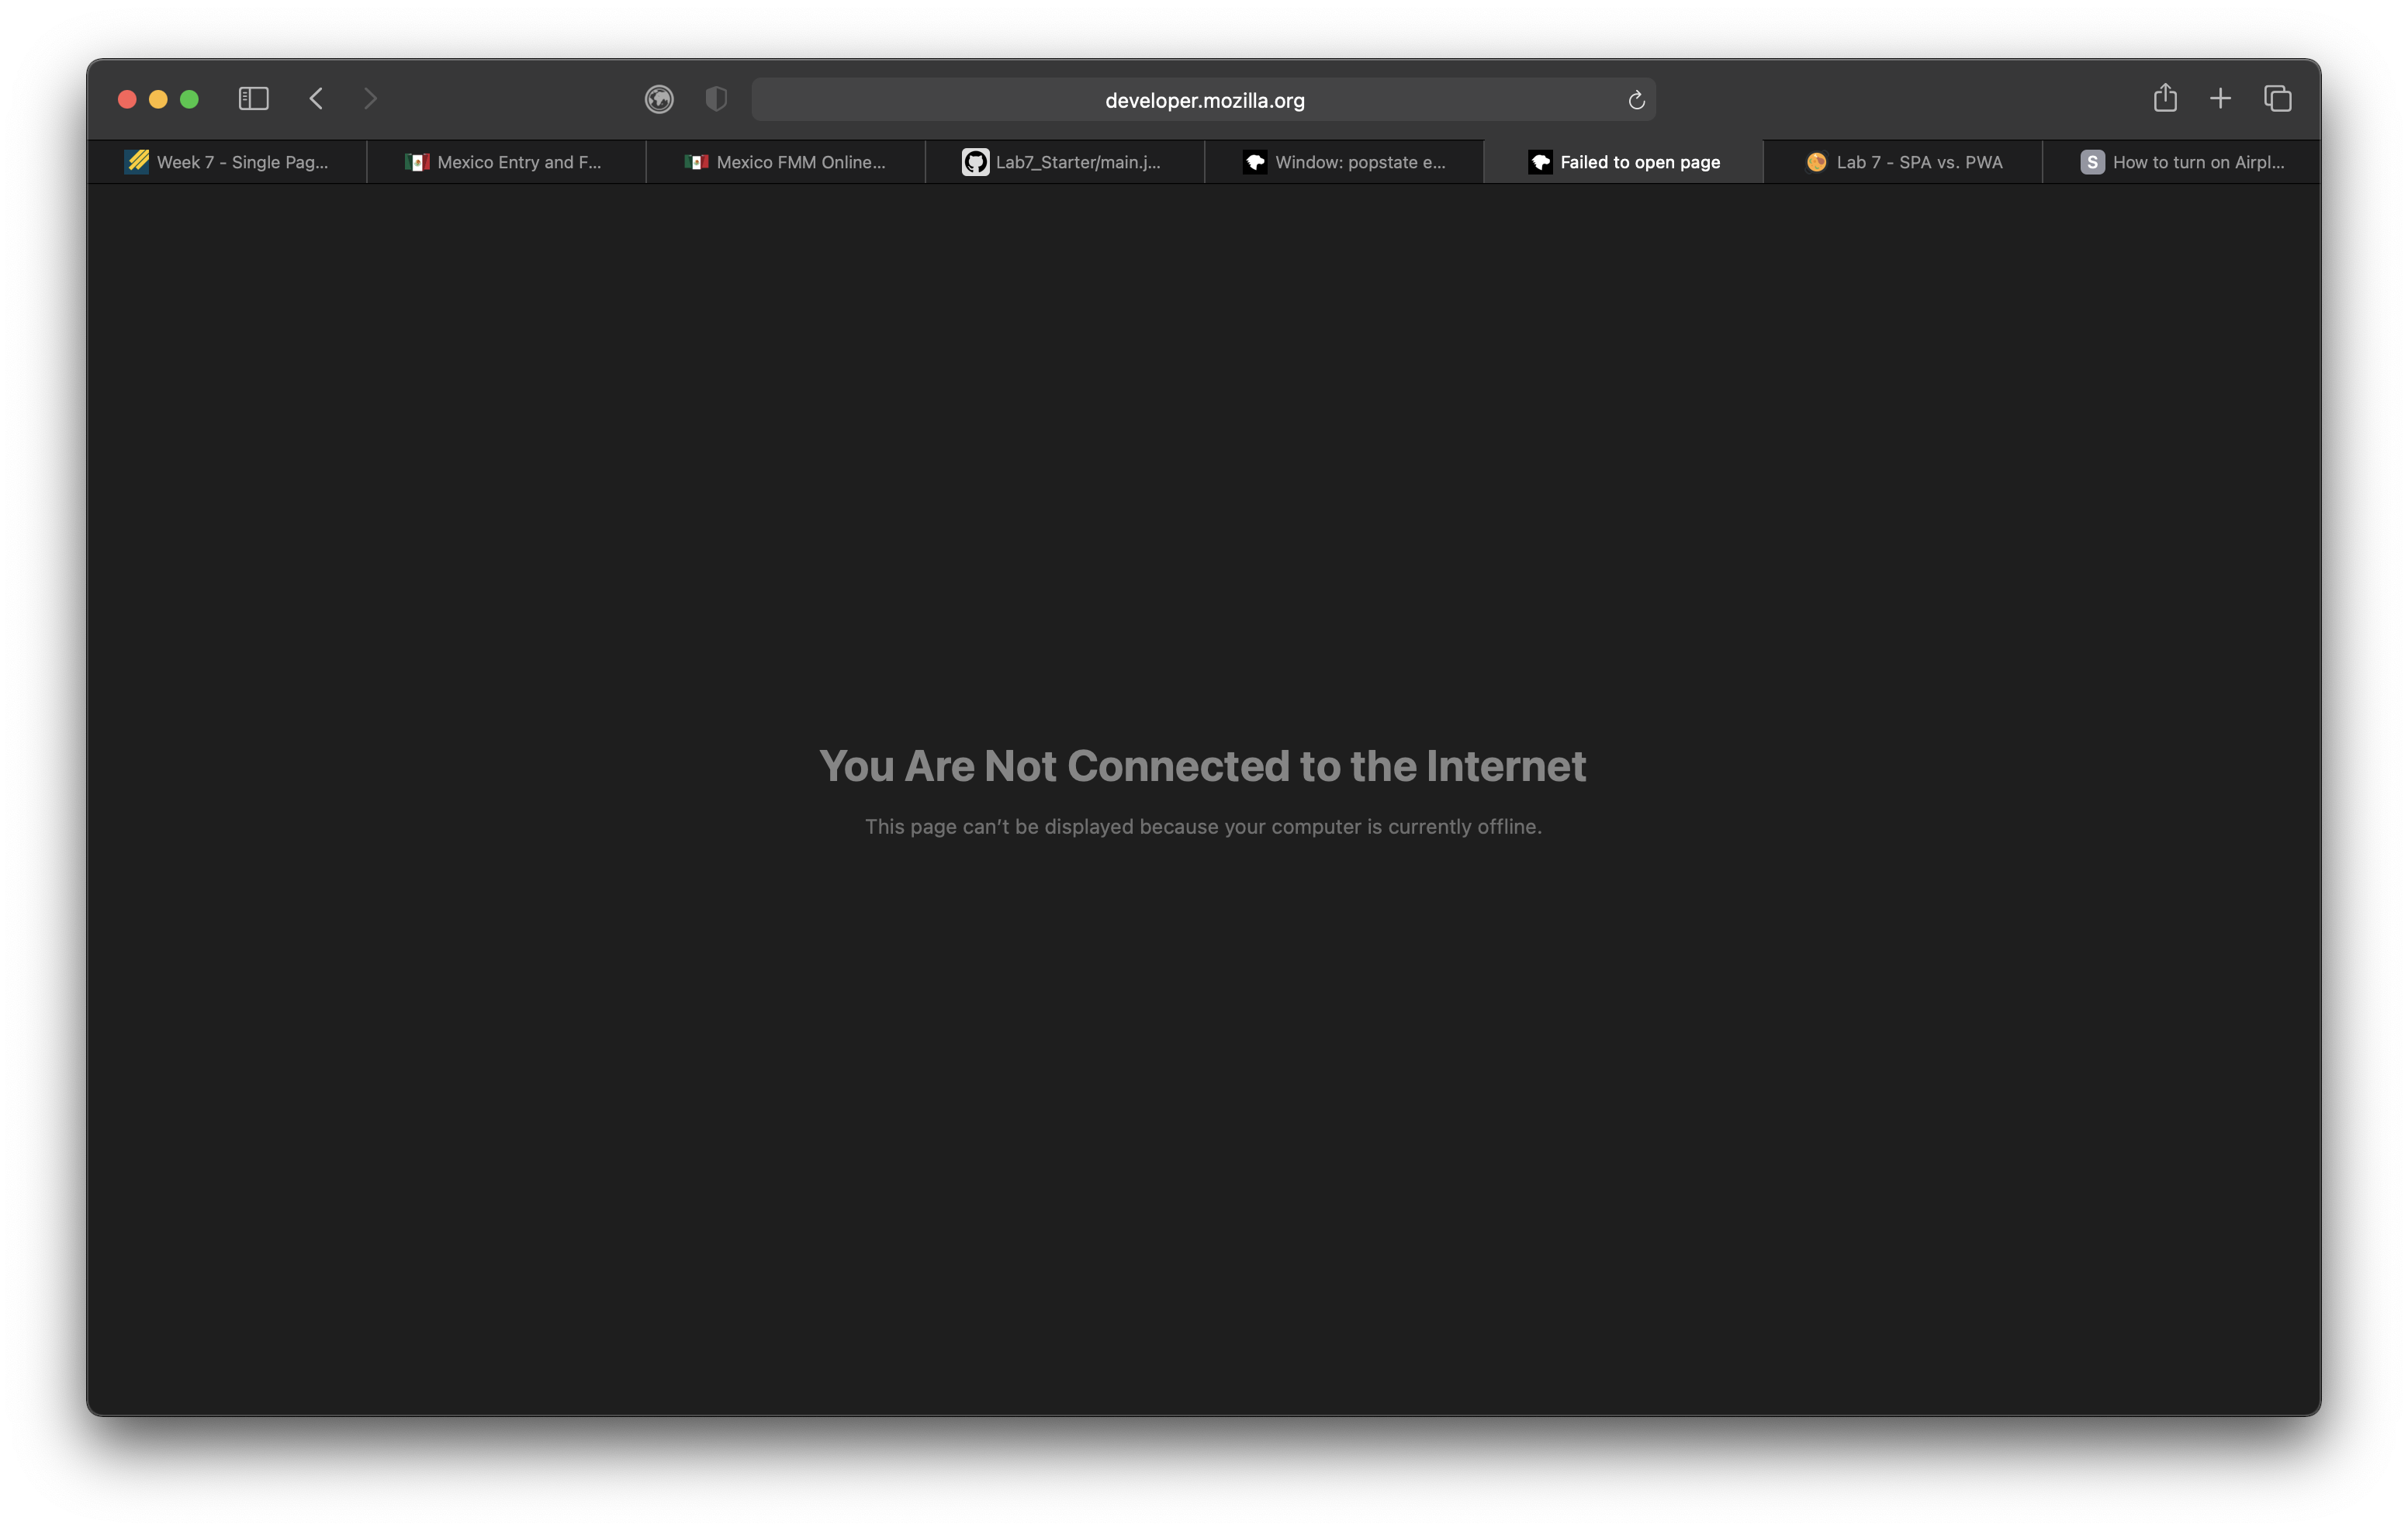 developer.mozilla.org
Week 7 - Single Pag...
Mexico Entry and F...
Mexico FMM Online...
Lab7_Starter/main.j...
Window: popstate e...
Failed to open page
Lab 7 - SPA vs. PWA
S
How to turn on Airpl...
You Are Not Connected to the Internet
This page can’t be displayed because your computer is currently offline.